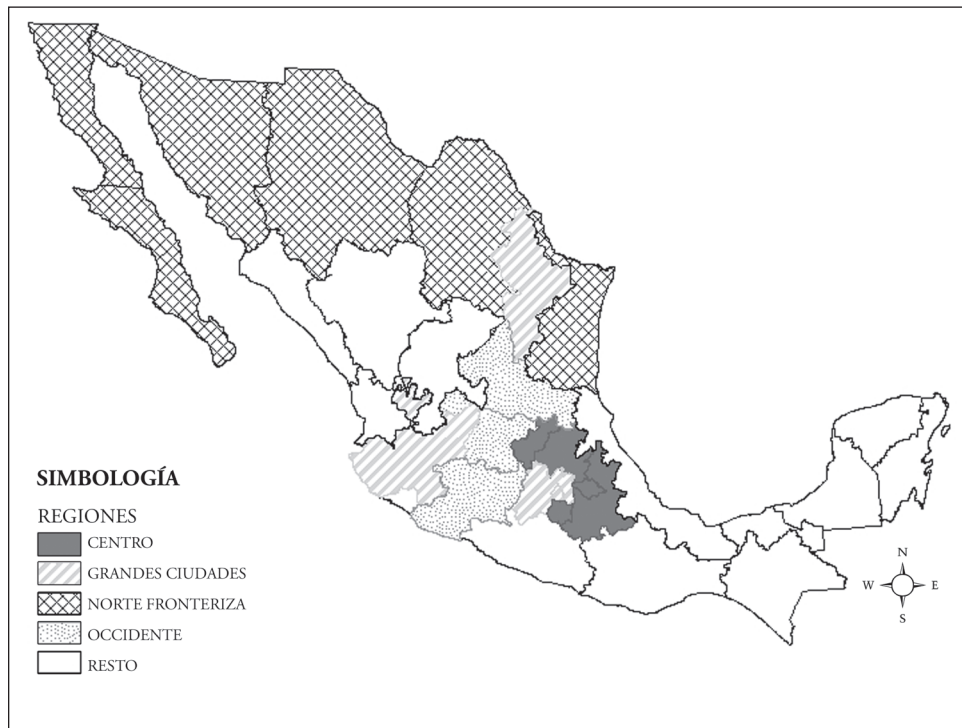 SIMBOLOGÍA
REGIONES
CENTRO
GRANDES CIUDADES
NORTE FRONTERIZA
OCCIDENTE
RESTO
N
W E
S